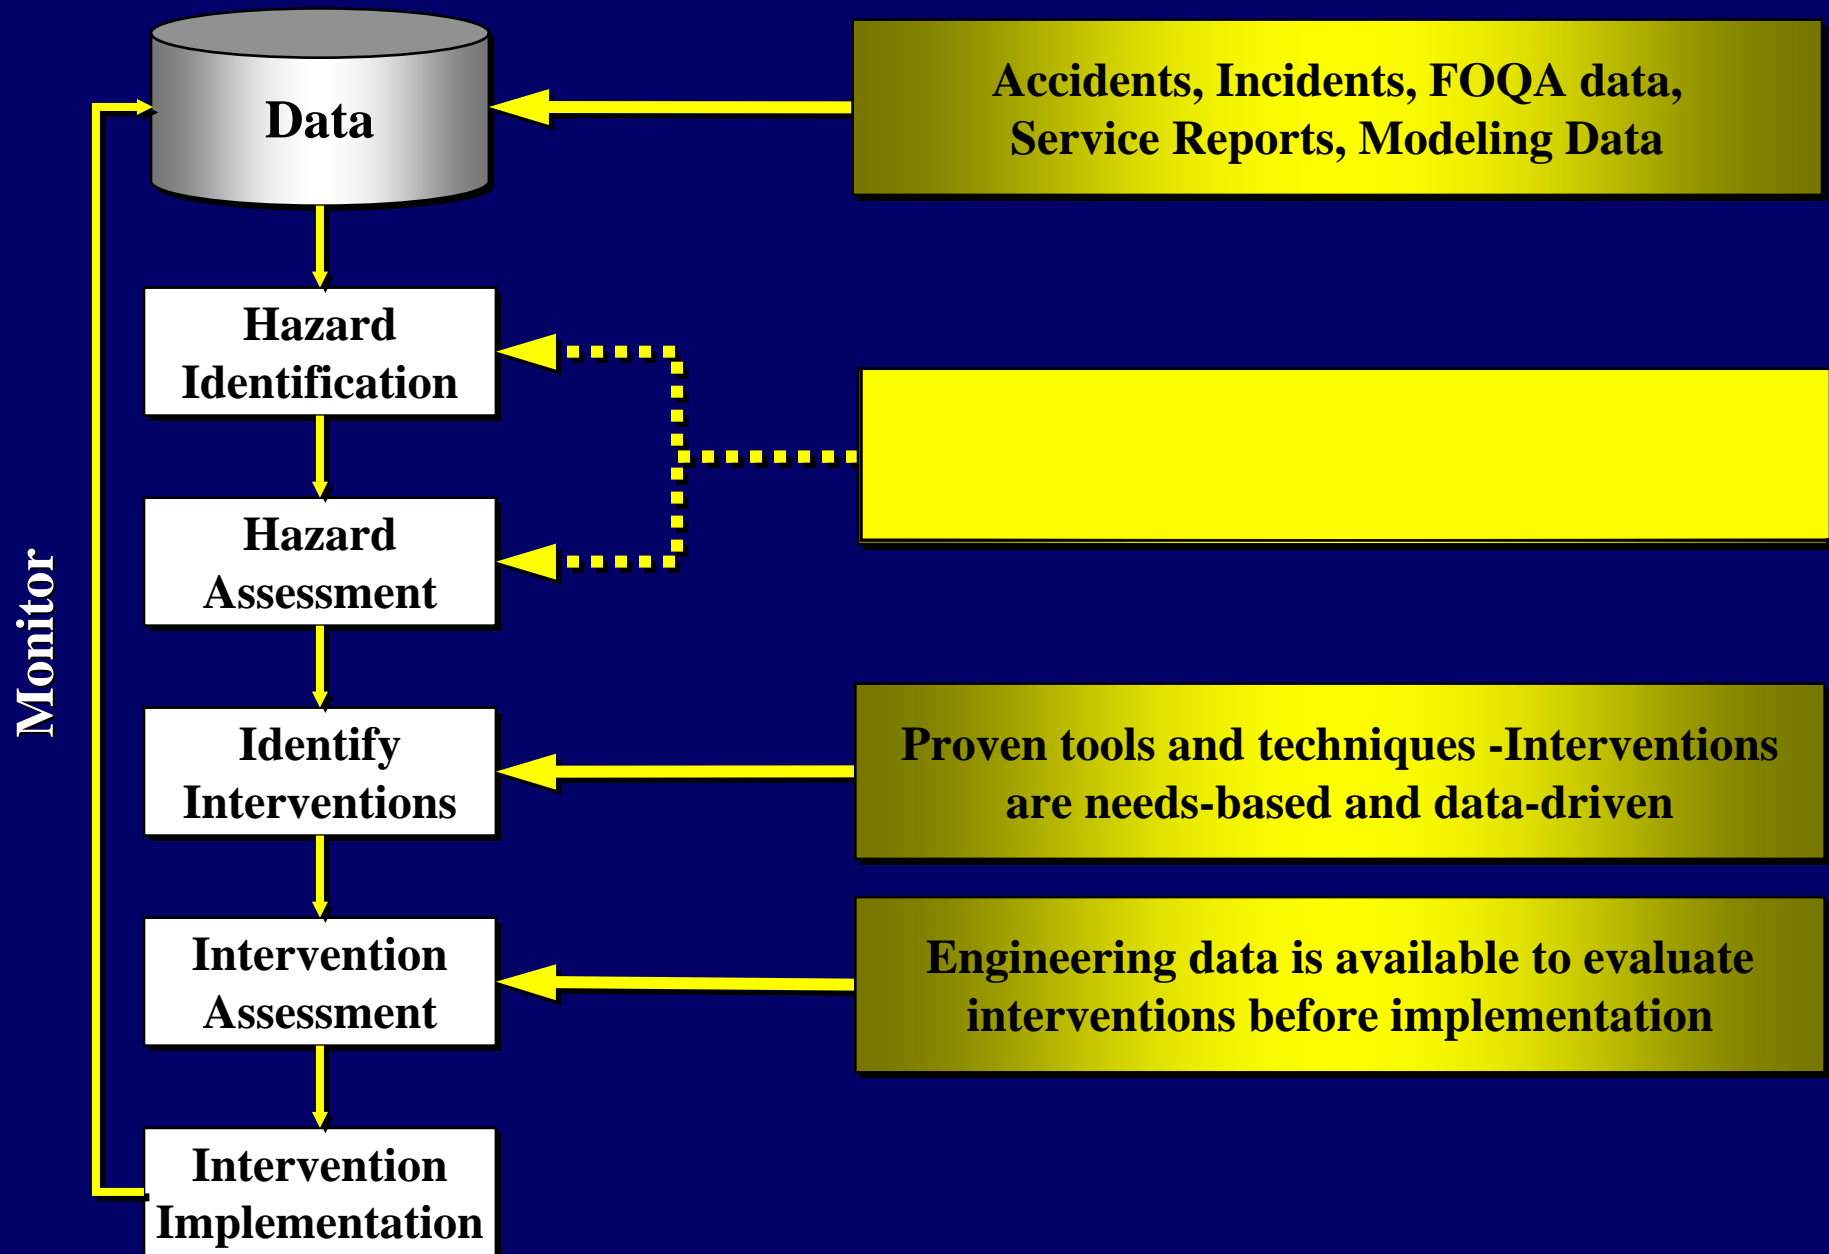 Data
Accidents, Incidents, FOQA data,
Service Reports, Modeling Data
Hazard
Identification
Hazard
Assessment
Monitor
Identify
Interventions
Proven tools and techniques -Interventions
are needs-based and data-driven
Intervention
Assessment
Engineering data is available to evaluate
interventions before implementation
Intervention
Implementation